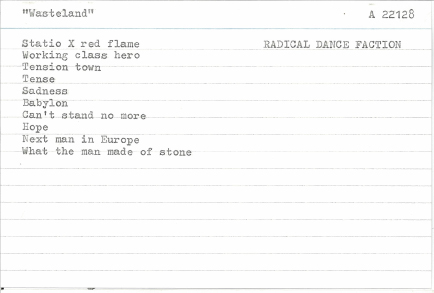 "Wasteland" A 22128
Statio X red flame RADICAL DANCE FACTION
Working class hero
Tension town
Tense
Sadness
Babylon
Can't stand no more
Hope
Next man in Europe
What the man made of stone